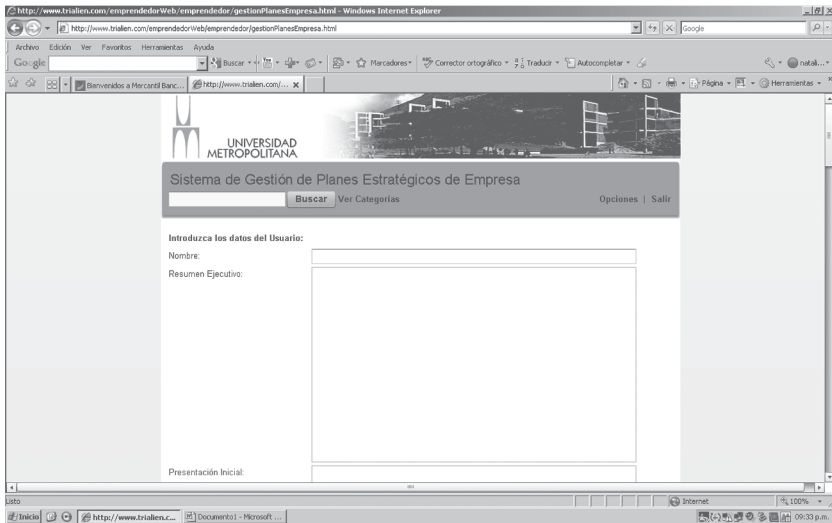 http://www.trialien.com/emprendedorWeb/emprendedor/gestionPlanesEmpresa.html - Windows Internet Explorer
http://www.trialien.com/emprendedorWeb/emprendedor/gestionPlanesEmpresa.html Google
Archivo Edición Ver Favoritos Herramientas Ayuda
Google Buscar Marcadores Corrector ortográfico Traducir Autocompletar natali...
Bienvenidos a Mercantil Banc... http://www.trialien.com/... Página Herramientas
UNIVERSIDAD
METROPOLITANA
Sistema de Gestión de Planes Estratégicos de Empresa
Buscar Ver Categorías Opciones | Salir
Introduzca los datos del Usuario:
Nombre:
Resumen Ejecutivo:
Presentación Inicial:
Listo Internet 100%
Inicio http://www.trialien.c... Documento1 - Microsoft ... 09:33 p.m.